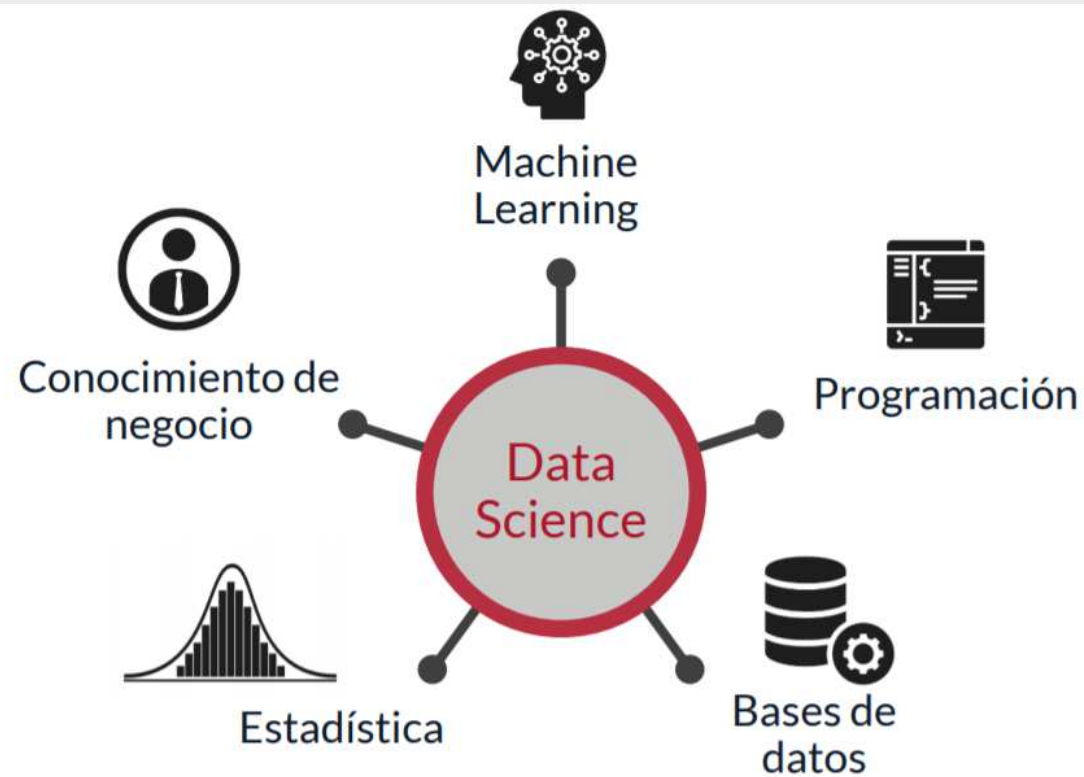 Machine
Learning
Conocimiento de
negocio
Programación
Data
Science
Estadística
Bases de
datos